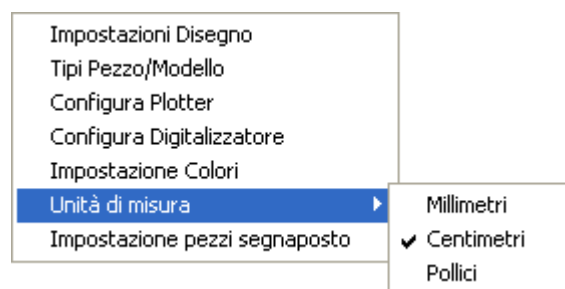 Impostazioni Disegno
Tipi Pezzo/Modello
Configura Plotter
Configura Digitalizzatore
Impostazione Colori
Unità di misura
Impostazione pezzi segnaposto
Millimetri
Centimetri
Pollici